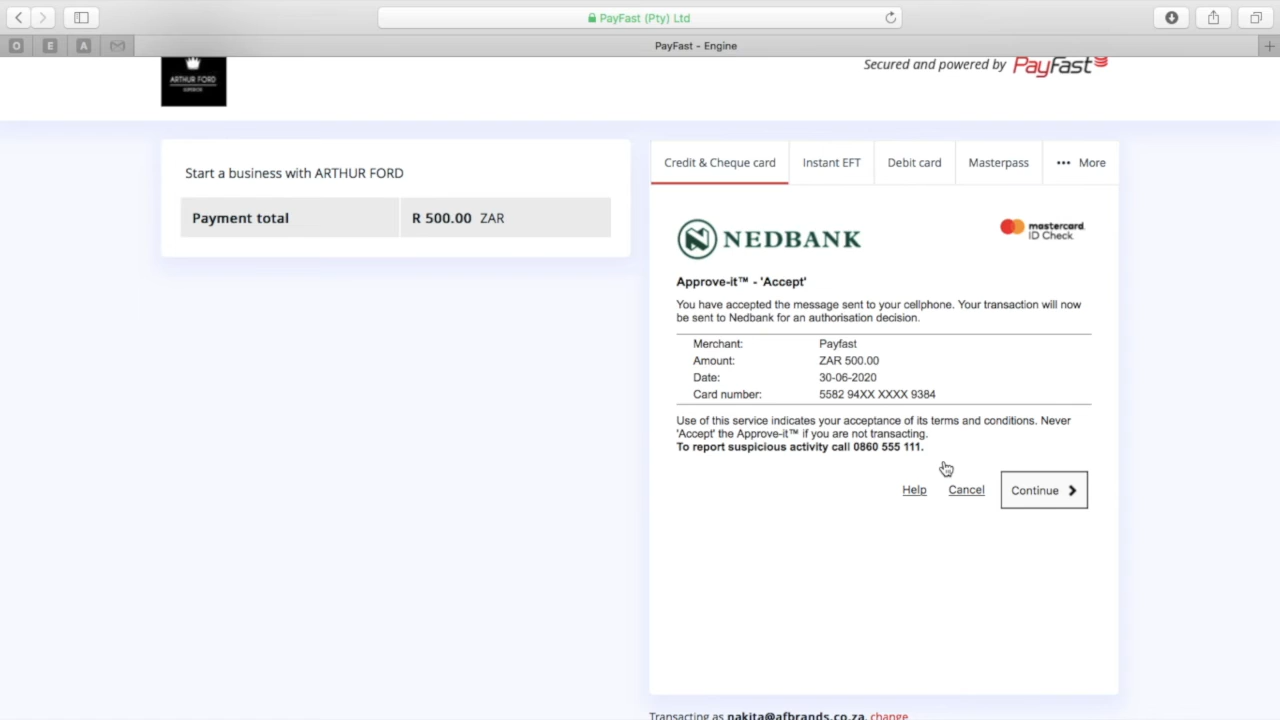 PayFast (Pty) Ltd
O E A
PayFast - Engine
ARTHUR FORD
SUPERIOR
Secured and powered by PayFast
Start a business with ARTHUR FORD
Payment total R 500.00 ZAR
Credit & Cheque card Instant EFT Debit card Masterpass ••• More
NEDBANK
mastercard.
ID Check.
Approve-it™ - 'Accept'
You have accepted the message sent to your cellphone. Your transaction will now
be sent to Nedbank for an authorisation decision.
Merchant: Payfast
Amount: ZAR 500.00
Date: 30-06-2020
Card number: 5582 94XX XXXX 9384
Use of this service indicates your acceptance of its terms and conditions. Never
'Accept' the Approve-it™ if you are not transacting.
To report suspicious activity call 0860 555 111.
Help Cancel Continue
Transacting as nakita@afbrands.co.za. change